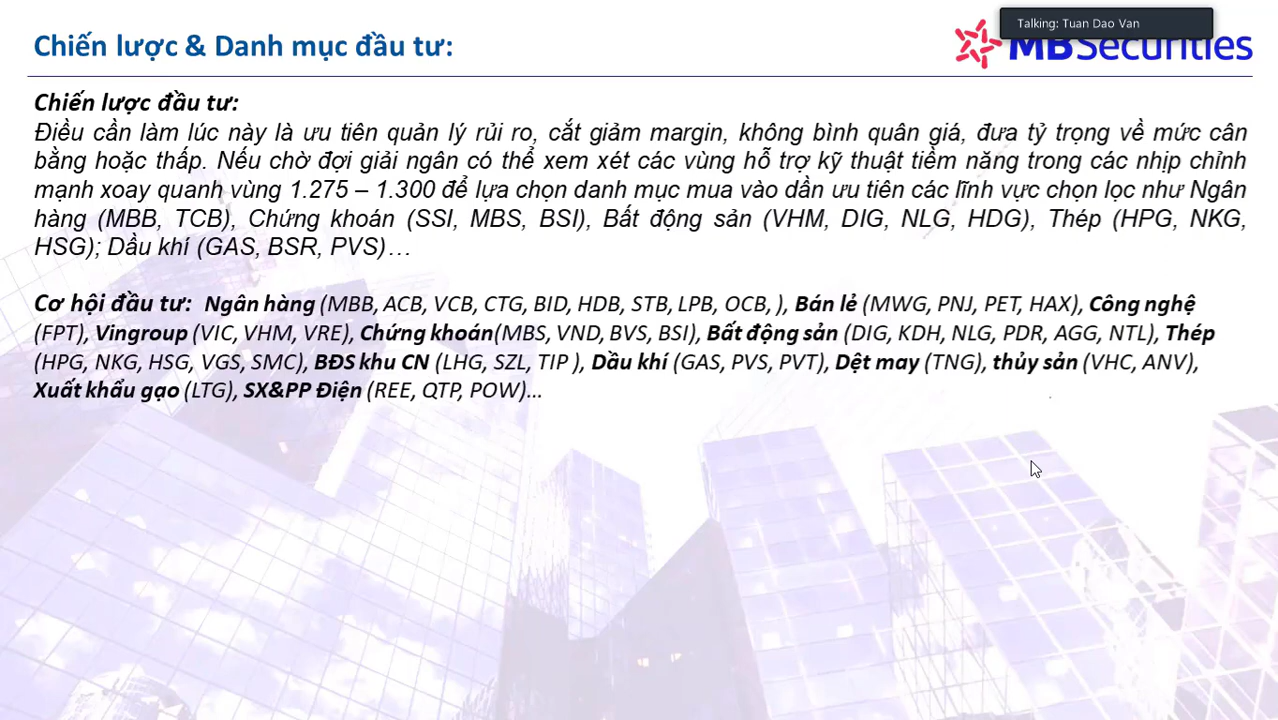 Talking: Tuan Dao Van
Chiến lược & Danh mục đầu tư:
MBSecurities
Chiến lược đầu tư:
Điều cần làm lúc này là ưu tiên quản lý rủi ro, cắt giảm margin, không bình quân giá, đưa tỷ trọng về mức cân
bằng hoặc thấp. Nếu chờ đợi giải ngân có thể xem xét các vùng hỗ trợ kỹ thuật tiềm năng trong các nhịp chỉnh
mạnh xoay quanh vùng 1.275 – 1.300 để lựa chọn danh mục mua vào dần ưu tiên các lĩnh vực chọn lọc như Ngân
hàng (MBB, TCB), Chứng khoán (SSI, MBS, BSI), Bất động sản (VHM, DIG, NLG, HDG), Thép (HPG, NKG,
HSG); Dầu khí (GAS, BSR, PVS)…
Cơ hội đầu tư: Ngân hàng (MBB, ACB, VCB, CTG, BID, HDB, STB, LPB, OCB, ), Bán lẻ (MWG, PNJ, PET, HAX), Công nghệ
(FPT), Vingroup (VIC, VHM, VRE), Chứng khoán(MBS, VND, BVS, BSI), Bất động sản (DIG, KDH, NLG, PDR, AGG, NTL), Thép
(HPG, NKG, HSG, VGS, SMC), BĐS khu CN (LHG, SZL, TIP ), Dầu khí (GAS, PVS, PVT), Dệt may (TNG), thủy sản (VHC, ANV),
Xuất khẩu gạo (LTG), SX&PP Điện (REE, QTP, POW)…